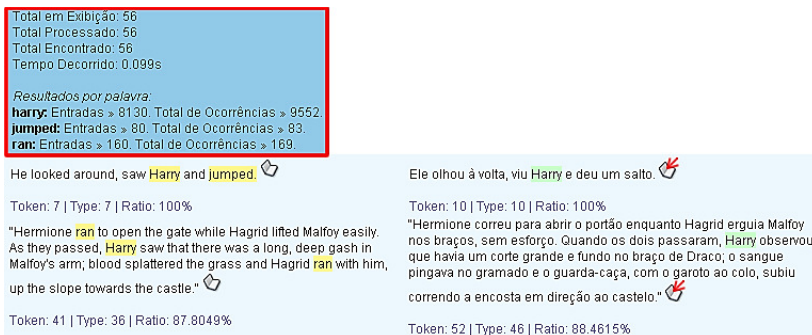 Total em Exibição: 56
Total Processado: 56
Total Encontrado: 56
Tempo Decorrido: 0.099s
Resultados por palavra:
harry: Entradas » 8130. Total de Ocorrências » 9552.
jumped: Entradas » 80. Total de Ocorrências » 83.
ran: Entradas » 160. Total de Ocorrências » 169.
He looked around, saw Harry and jumped.
Token: 7 | Type: 7 | Ratio: 100%
"Hermione ran to open the gate while Hagrid lifted Malfoy easily.
As they passed, Harry saw that there was a long, deep gash in
Malfoy's arm; blood splattered the grass and Hagrid ran with him,
up the slope towards the castle."
Token: 41 | Type: 36 | Ratio: 87.8049%
Ele olhou à volta, viu Harry e deu um salto.
Token: 10 | Type: 10 | Ratio: 100%
"Hermione correu para abrir o portão enquanto Hagrid erguia Malfoy
nos braços, sem esforço. Quando os dois passaram, Harry observou
que havia um corte grande e fundo no braço de Draco; o sangue
pingava no gramado e o guarda-caça, com o garoto ao colo, subiu
correndo a encosta em direção ao castelo."
Token: 52 | Type: 46 | Ratio: 88.4615%